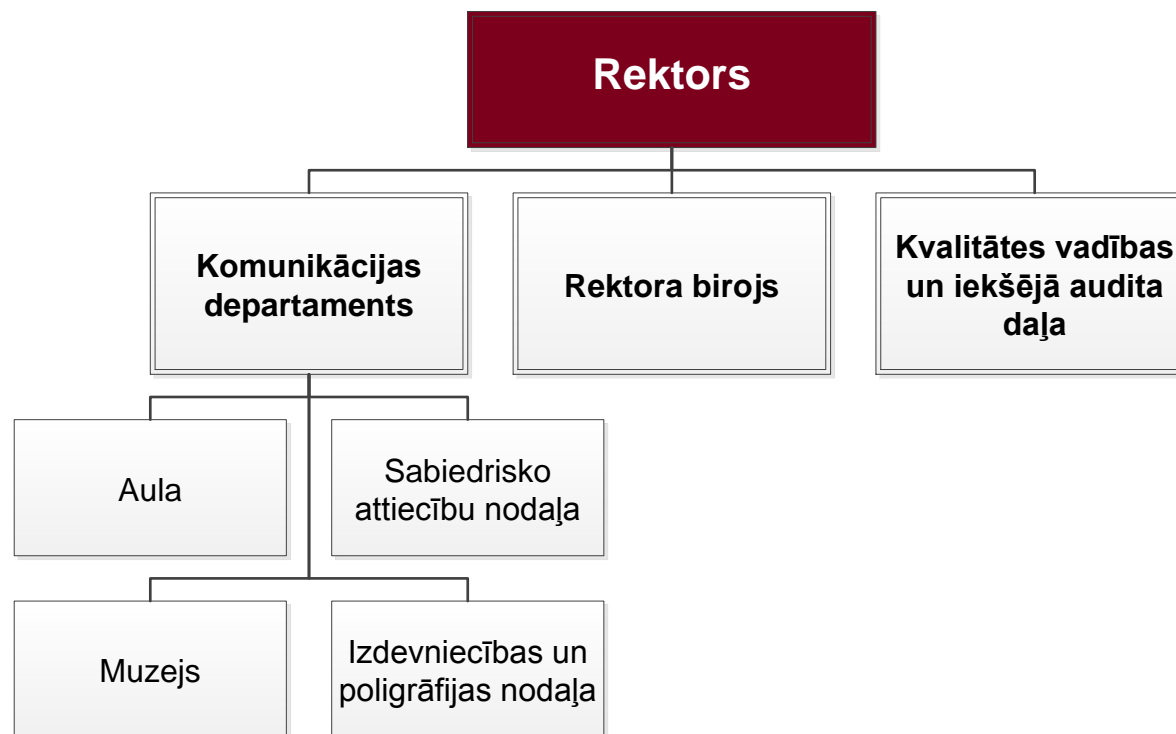 Rektors
Komunikācijas
departaments
Rektora birojs
Kvalitātes vadības
un iekšējā audita
daļa
Aula
Sabiedrisko
attiecību nodaļa
Muzejs
Izdevniecības un
poligrāfijas nodaļa